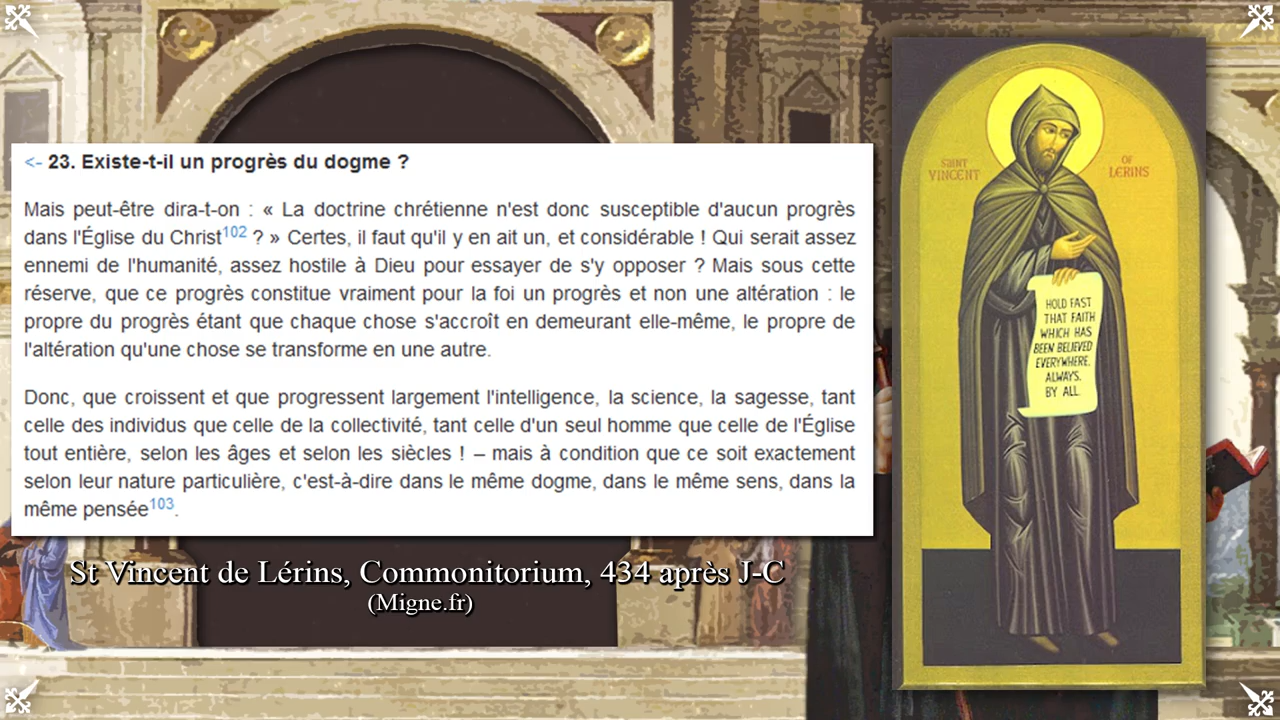 <- 23. Existe-t-il un progrès du dogme ?
Mais peut-être dira-t-on : « La doctrine chrétienne n'est donc susceptible d'aucun progrès
dans l'Église du Christ102 ? » Certes, il faut qu'il y en ait un, et considérable ! Qui serait assez
ennemi de l'humanité, assez hostile à Dieu pour essayer de s'y opposer ? Mais sous cette
réserve, que ce progrès constitue vraiment pour la foi un progrès et non une altération : le
propre du progrès étant que chaque chose s'accroît en demeurant elle-même, le propre de
l'altération qu'une chose se transforme en une autre.
Donc, que croissent et que progressent largement l'intelligence, la science, la sagesse, tant
celle des individus que celle de la collectivité, tant celle d'un seul homme que celle de l'Église
tout entière, selon les âges et selon les siècles ! – mais à condition que ce soit exactement
selon leur nature particulière, c'est-à-dire dans le même dogme, dans le même sens, dans la
même pensée103.
St Vincent de Lérins, Commonitorium, 434 après J-C
(Migne.fr)
SAINT
VINCENT
OF
LERINS
HOLD FAST
THAT FAITH
WHICH HAS
BEEN BELIEVED
EVERYWHERE,
ALWAYS,
BY ALL.